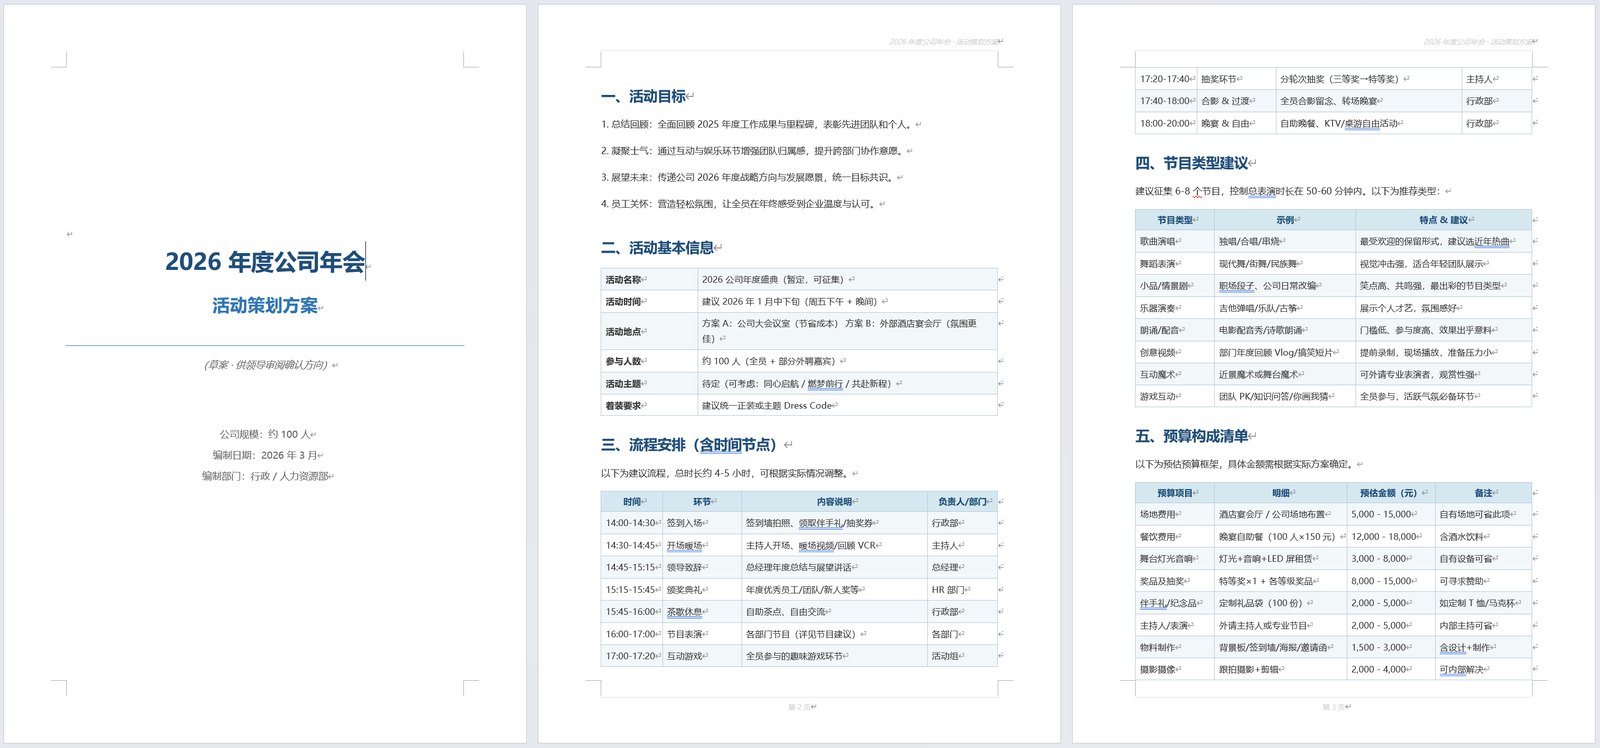 2026 年度公司年会
活动策划方案
(草案 · 供领导审阅确认方向)
公司规模：约 100 人
编制日期：2026 年 3 月
编制部门：行政 / 人力资源部
2026 年度公司年会 · 活动策划方案
一、活动目标
1. 总结回顾：全面回顾 2025 年度工作成果与里程碑，表彰先进团队和个人。
2. 凝聚士气：通过互动与娱乐环节增强团队归属感，提升跨部门协作意愿。
3. 展望未来：传递公司 2026 年度战略方向与发展愿景，统一目标共识。
4. 员工关怀：营造轻松氛围，让全员在年终感受到企业温度与认可。
二、活动基本信息
活动名称 2026 公司年度盛典（暂定，可征集）
活动时间 建议 2026 年 1 月中下旬（周五下午 + 晚间）
活动地点 方案 A：公司大会议室（节省成本） 方案 B：外部酒店宴会厅（氛围更
佳）
参与人数 约 100 人（全员 + 部分外聘嘉宾）
活动主题 待定（可考虑：同心启航 / 燃梦前行 / 共赴新程）
着装要求 建议统一正装或主题 Dress Code
三、流程安排（含时间节点）
以下为建议流程，总时长约 4-5 小时，可根据实际情况调整。
时间 环节 内容说明 负责人/部门
14:00-14:30 签到入场 签到墙拍照、领取伴手礼/抽奖券 行政部
14:30-14:45 开场暖场 主持人开场、暖场视频/回顾 VCR 主持人
14:45-15:15 领导致辞 总经理年度总结与展望讲话 总经理
15:15-15:45 颁奖典礼 年度优秀员工/团队/新人奖等 HR 部门
15:45-16:00 茶歇休息 自助茶点、自由交流 行政部
16:00-17:00 节目表演 各部门节目（详见节目建议） 各部门
17:00-17:20 互动游戏 全员参与的趣味游戏环节 活动组
第 2 页
2026 年度公司年会 · 活动策划方案
17:20-17:40 抽奖环节 分轮次抽奖（三等奖→特等奖） 主持人
17:40-18:00 合影 & 过渡 全员合影留念、转场晚宴 行政部
18:00-20:00 晚宴 & 自由 自助晚餐、KTV/桌游自由活动 行政部
四、节目类型建议
建议征集 6-8 个节目，控制总表演时长在 50-60 分钟内。以下为推荐类型：
节目类型 示例 特点 & 建议
歌曲演唱 独唱/合唱/串烧 最受欢迎的保留形式，建议选近年热曲
舞蹈表演 现代舞/街舞/民族舞 视觉冲击强，适合年轻团队展示
小品/情景剧 职场段子、公司日常改编 笑点高、共鸣强，最出彩的节目类型
乐器演奏 吉他弹唱/乐队/古筝 展示个人才艺，氛围感好
朗诵/配音 电影配音秀/诗歌朗诵 门槛低、参与度高、效果出乎意料
创意视频 部门年度回顾 Vlog/搞笑短片 提前录制，现场播放，准备压力小
互动魔术 近景魔术或舞台魔术 可外请专业表演者，观赏性强
游戏互动 团队 PK/知识问答/你画我猜 全员参与，活跃气氛必备环节
五、预算构成清单
以下为预估预算框架，具体金额需根据实际方案确定。
预算项目 明细 预估金额（元） 备注
场地费用 酒店宴会厅 / 公司场地布置 5,000 - 15,000 自有场地可省此项
餐饮费用 晚宴自助餐（100 人×150 元） 12,000 - 18,000 含酒水饮料
舞台灯光音响 灯光+音响+LED 屏租赁 3,000 - 8,000 自有设备可省
奖品及抽奖 特等奖×1 + 各等级奖品 8,000 - 15,000 可寻求赞助
伴手礼/纪念品 定制礼品袋（100 份） 2,000 - 5,000 如定制 T 恤/马克杯
主持人/表演 外请主持人或专业节目 2,000 - 5,000 内部主持可省
物料制作 背景板/签到墙/海报/邀请函 1,500 - 3,000 含设计+制作
摄影摄像 跟拍摄影+剪辑 2,000 - 4,000 可内部解决
第 3 页